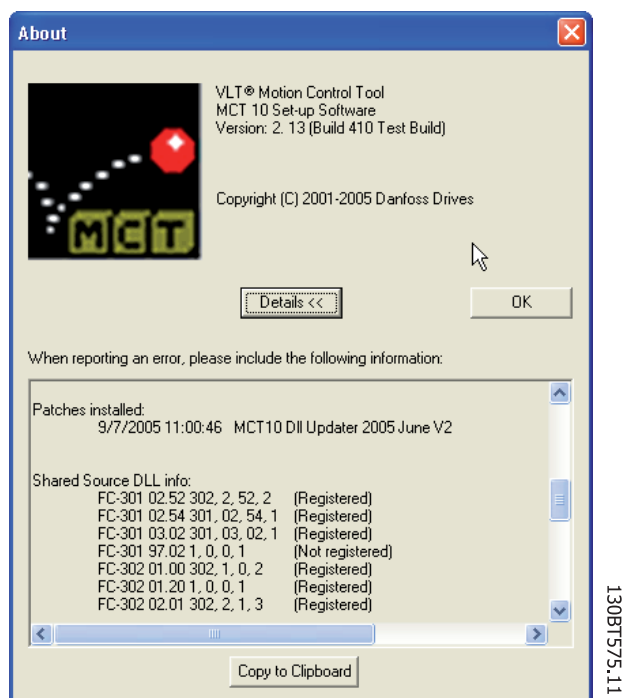 About
VLT® Motion Control Tool
MCT 10 Set-up Software
Version: 2. 13 (Build 410 Test Build)
Copyright (C) 2001-2005 Danfoss Drives
MCT
Details <<
OK
When reporting an error, please include the following information:
Patches installed:
9/7/2005 11:00:46 MCT10 Dll Updater 2005 June V2
Shared Source DLL info:
FC-301 02.52 302, 2, 52, 2 (Registered)
FC-301 02.54 301, 02, 54, 1 (Registered)
FC-301 03.02 301, 03, 02, 1 (Registered)
FC-301 97.02 1, 0, 0, 1 (Not registered)
FC-302 01.00 302, 1, 0, 2 (Registered)
FC-302 01.20 1, 0, 0, 1 (Registered)
FC-302 02.01 302, 2, 1, 3 (Registered)
Copy to Clipboard
130BT575.11